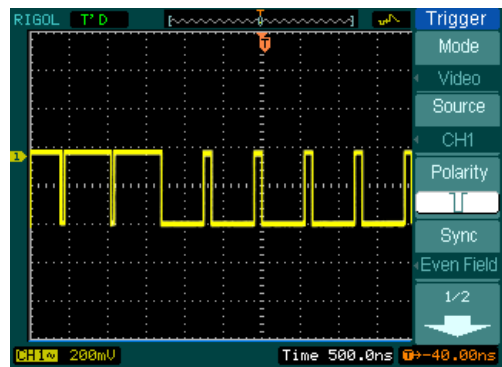 RIGOL T'D T Trigger
T
Mode
Video
Source
1 CH1
Polarity
Sync
Even Field
1/2
CH1~ 200mV Time 500.0ns T→-40.00ns